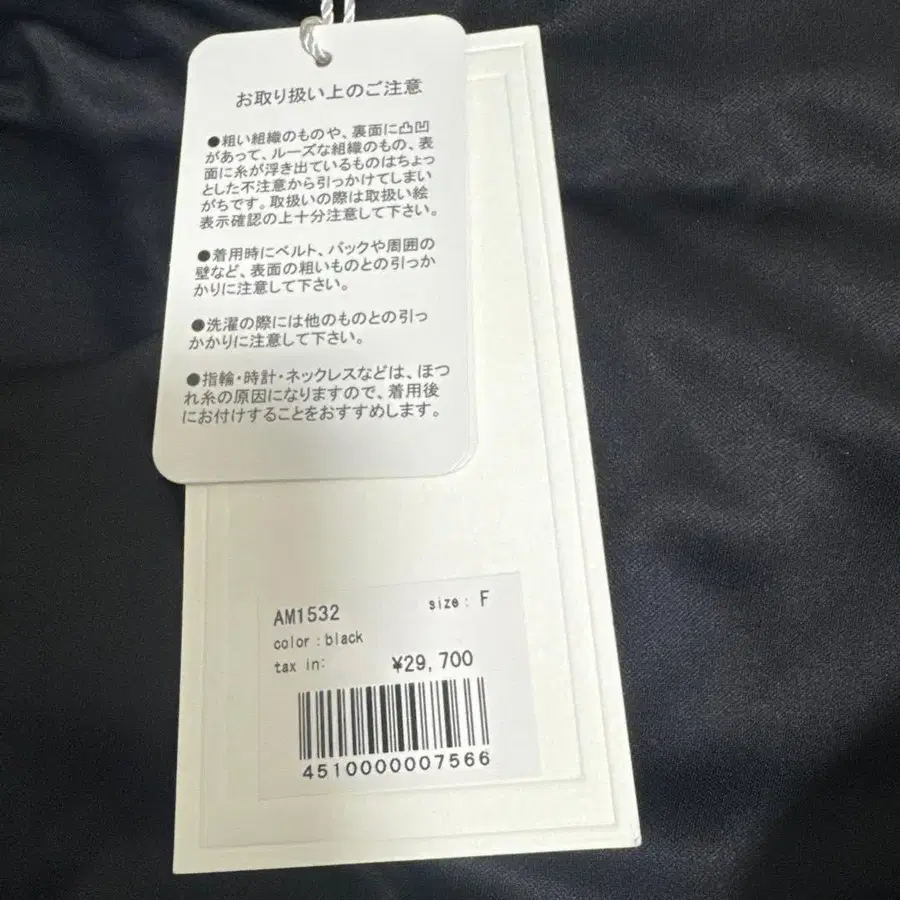 お取り扱い上のご注意
●粗い組織のものや、裏面に凸凹
があって、ルーズな組織のもの、表
面に糸が浮き出ているものはちょっ
とした不注意から引っかけてしまい
がちです。取扱いの際は取扱い絵
表示確認の上十分注意して下さい。
●着用時にベルト、バックや周囲の
壁など、表面の粗いものとの引っか
かりに注意して下さい。
●洗濯の際には他のものとの引っ
かかりに注意して下さい。
●指輪・時計・ネックレスなどは、ほつ
れ糸の原因になりますので、着用後
にお付けすることをおすすめします。
AM1532 size: F
color:black
tax in: ¥29,700
4510000007566